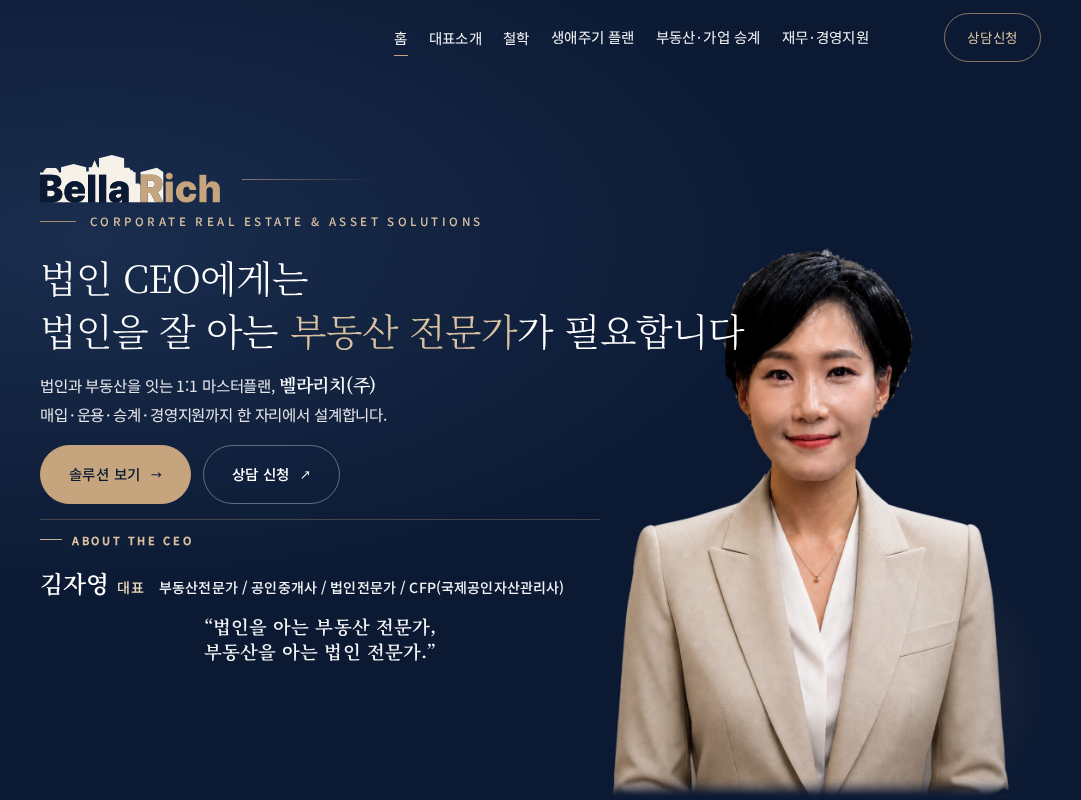 홈 대표소개 철학 생애주기 플랜 부동산·가업 승계 재무·경영지원 상담신청
Bella Rich
CORPORATE REAL ESTATE & ASSET SOLUTIONS
법인 CEO에게는
법인을 잘 아는 부동산 전문가가 필요합니다
법인과 부동산을 잇는 1:1 마스터플랜, 벨라리치(주)
매입·운용·승계·경영지원까지 한 자리에서 설계합니다.
솔루션 보기 → 상담 신청 ↗
ABOUT THE CEO
김자영 대표 부동산전문가 / 공인중개사 / 법인전문가 / CFP(국제공인자산관리사)
“법인을 아는 부동산 전문가,
부동산을 아는 법인 전문가.”